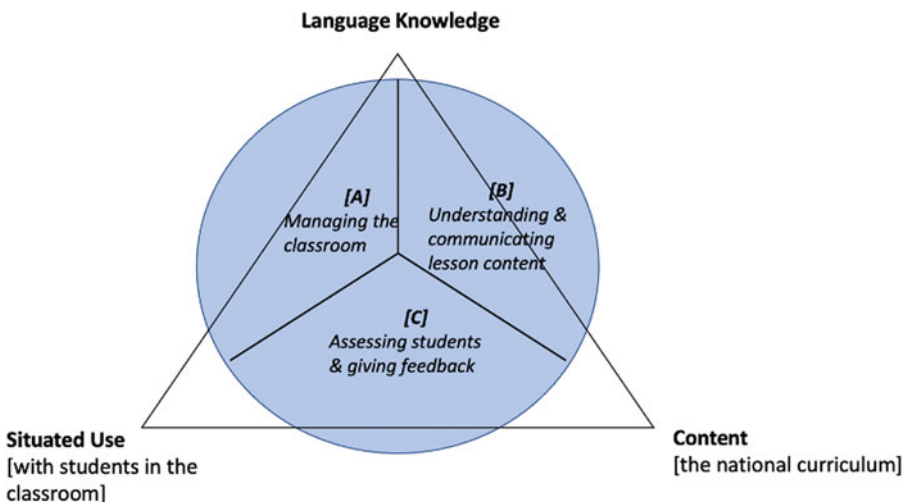 Language Knowledge
[A]
Managing the
classroom
[B]
Understanding &
communicating
lesson content
[C]
Assessing students
& giving feedback
Situated Use
[with students in the
classroom]
Content
[the national curriculum]